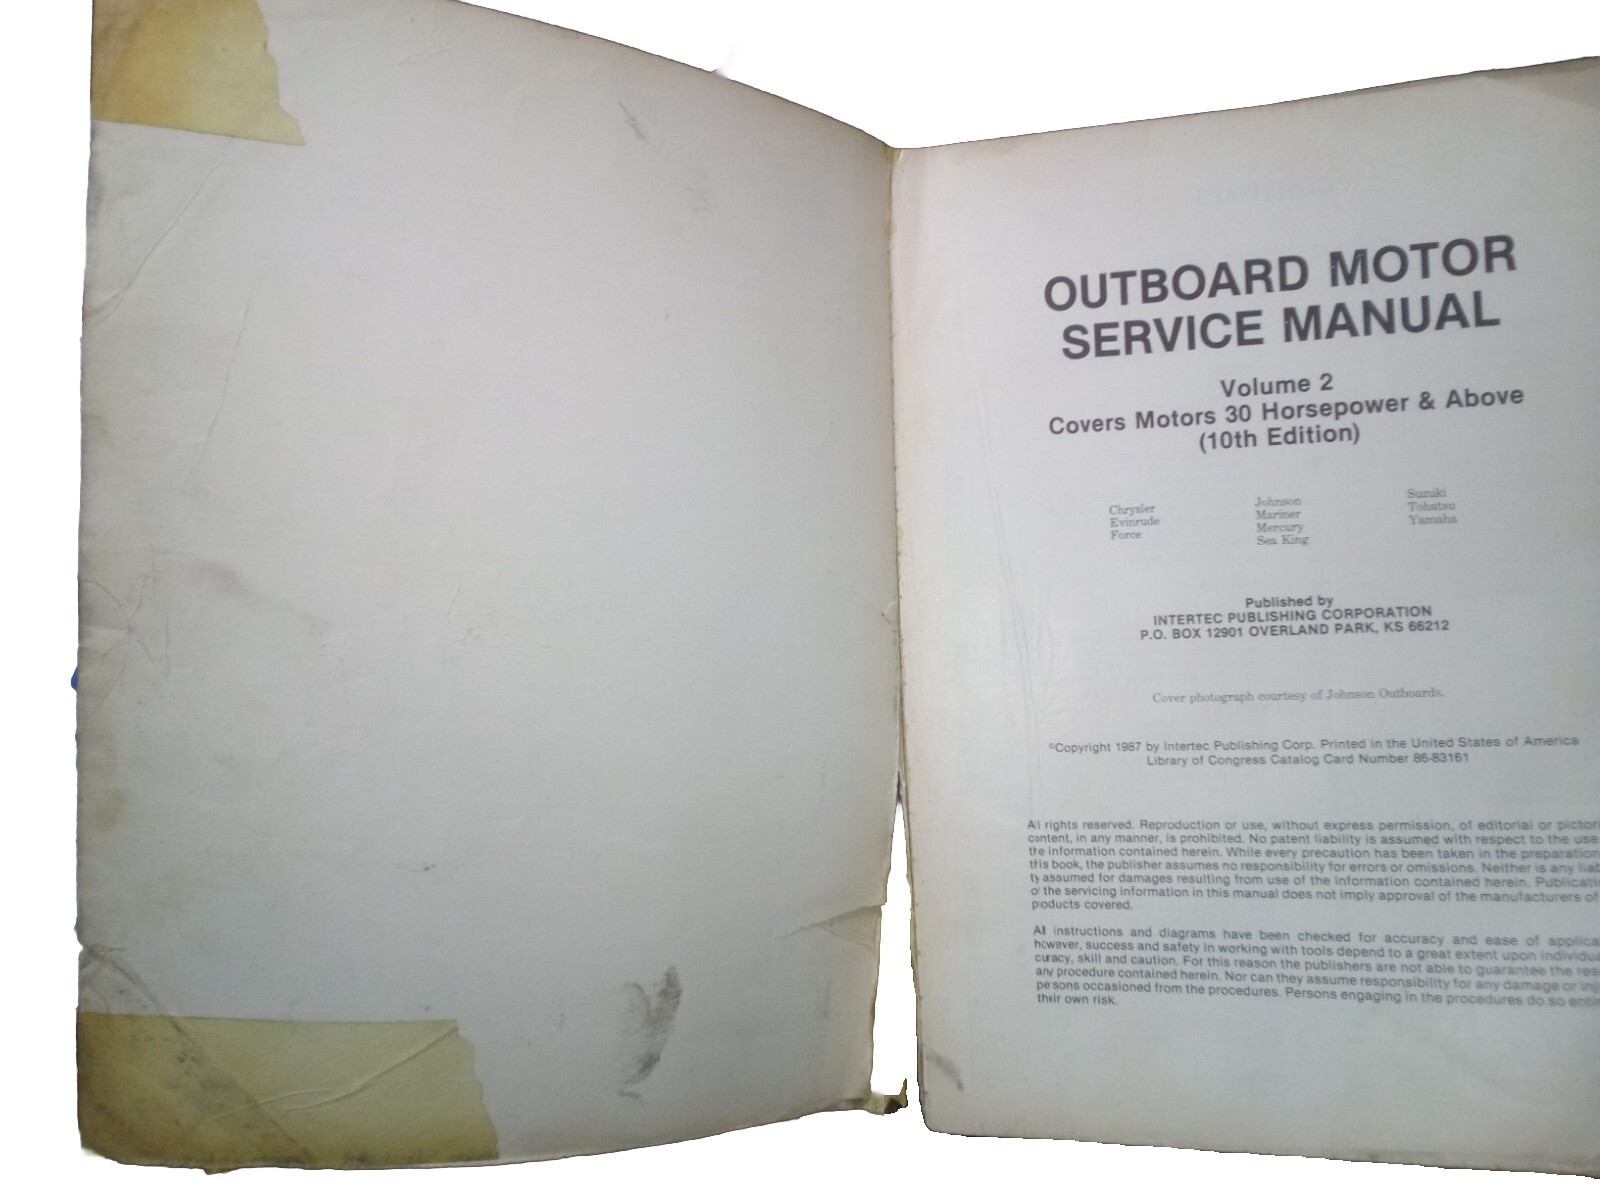 OUTBOARD MOTOR
SERVICE MANUAL
Volume 2
Covers Motors 30 Horsepower & Above
(10th Edition)
Chrysler
Evinrude
Force
Johnson
Mariner
Mercury
Sea King
Suzuki
Tohatsu
Yamaha
Published by
INTERTEC PUBLISHING CORPORATION
P.O. BOX 12901 OVERLAND PARK, KS 66212
Cover photograph courtesy of Johnson Outboards.
©Copyright 1987 by Intertec Publishing Corp. Printed in the United States of America
Library of Congress Catalog Card Number 86-83161
All rights reserved. Reproduction or use, without express permission, of editorial or pictori
content, in any manner, is prohibited. No patent liability is assumed with respect to the use
the information contained herein. While every precaution has been taken in the preparation
this book, the publisher assumes no responsibility for errors or omissions. Neither is any liab
ty assumed for damages resulting from use of the information contained herein. Publicati
of the servicing information in this manual does not imply approval of the manufacturers of
products covered.
All instructions and diagrams have been checked for accuracy and ease of applica
however, success and safety in working with tools depend to a great extent upon individua
curacy, skill and caution. For this reason the publishers are not able to guarantee the res
any procedure contained herein. Nor can they assume responsibility for any damage or inj
persons occasioned from the procedures. Persons engaging in the procedures do so enti
their own risk.